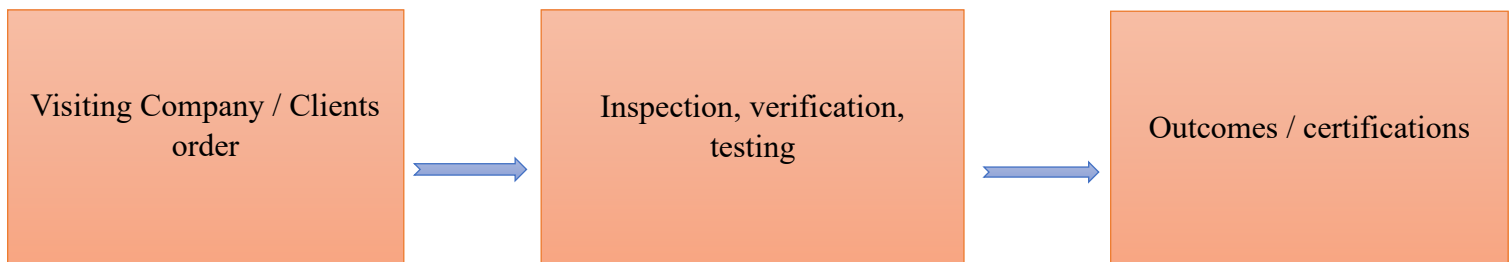 Visiting Company / Clients
order
Inspection, verification,
testing
Outcomes / certifications